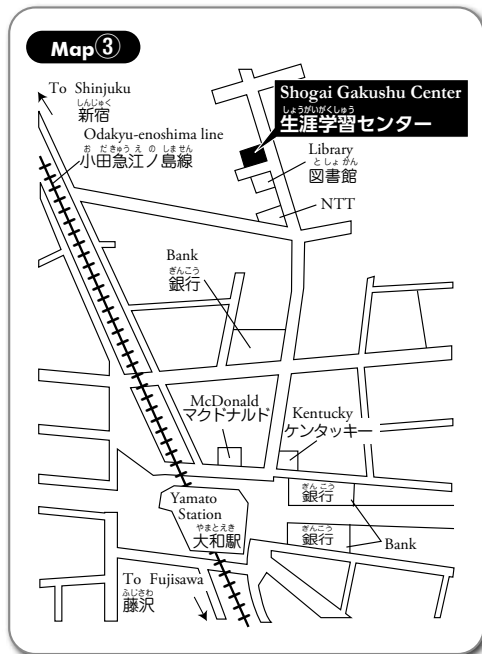 Map③
To Shinjuku
しんじゅく
新宿
Odakyu-enoshima line
おだきゅうえのしません
小田急江ノ島線
Shogai Gakushu Center
しょうがいがくしゅう
生涯学習センター
Library
としょかん
図書館
NTT
Bank
ぎんこう
銀行
McDonald
マクドナルド
Kentucky
ケンタッキー
Yamato
Station
やまとえき
大和駅
ぎんこう
銀行
ぎんこう
銀行
Bank
To Fujisawa
ふじさわ
藤沢